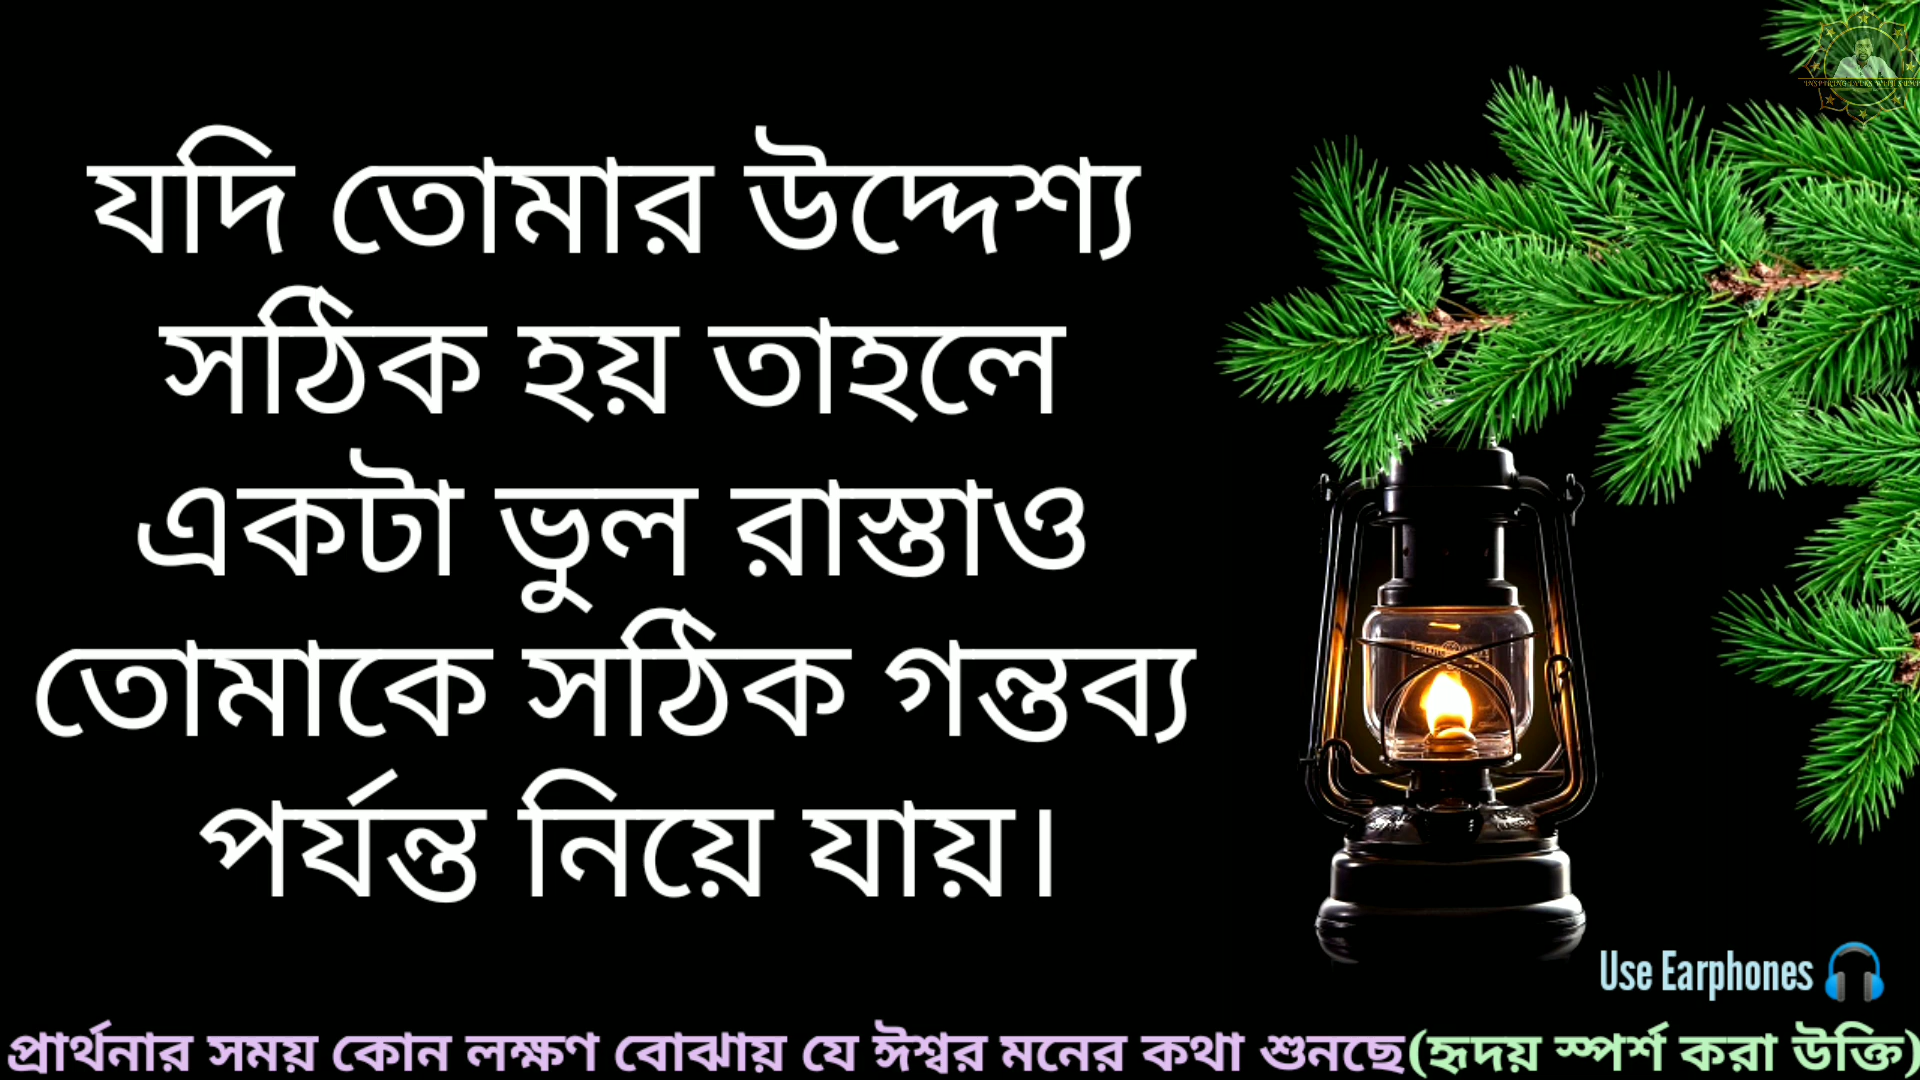 যদি তোমার উদ্দেশ্য
সঠিক হয় তাহলে
একটা ভুল রাস্তাও
তোমাকে সঠিক গন্তব্য
পর্যন্ত নিয়ে যায়।
Use Earphones
প্রার্থনার সময় কোন লক্ষণ বোঝায় যে ঈশ্বর মনের কথা শুনছে(হৃদয় স্পর্শ করা উক্তি)